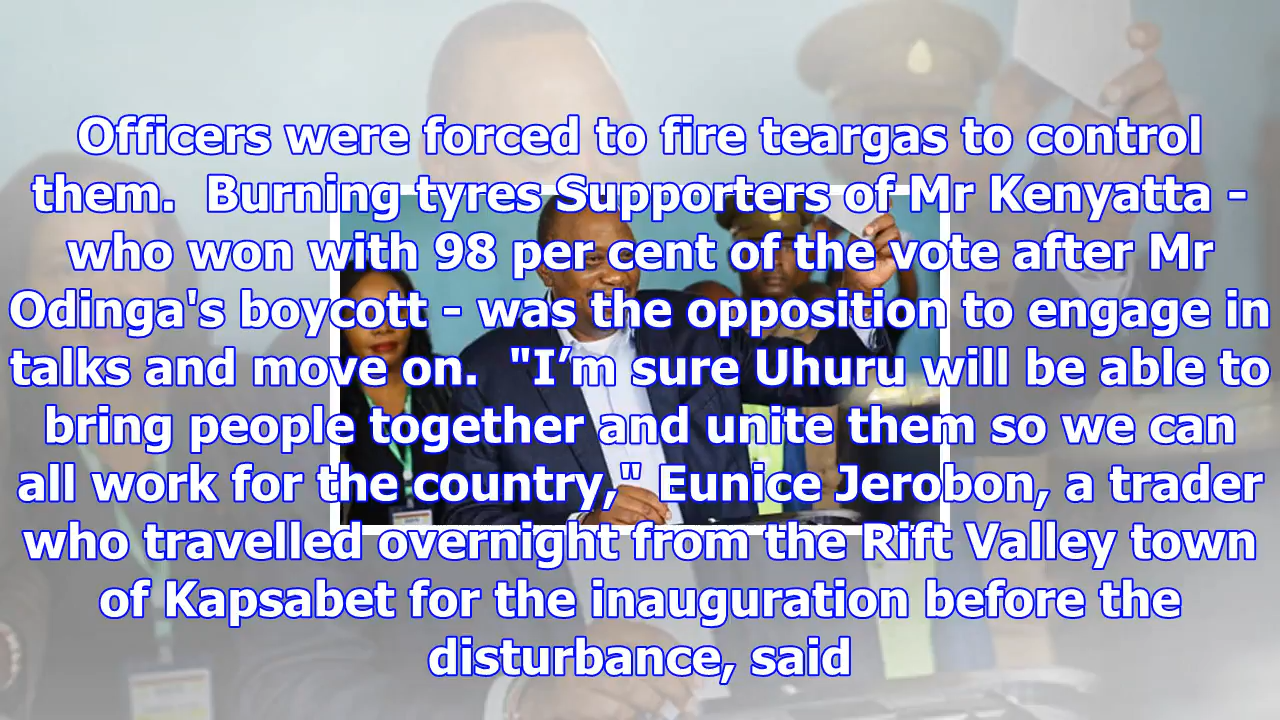 Officers were forced to fire teargas to control
them.  Burning tyres Supporters of Mr Kenyatta -
who won with 98 per cent of the vote after Mr
Odinga's boycott - was the opposition to engage in
talks and move on.  "I’m sure Uhuru will be able to
bring people together and unite them so we can
all work for the country," Eunice Jerobon, a trader
who travelled overnight from the Rift Valley town
of Kapsabet for the inauguration before the
disturbance, said